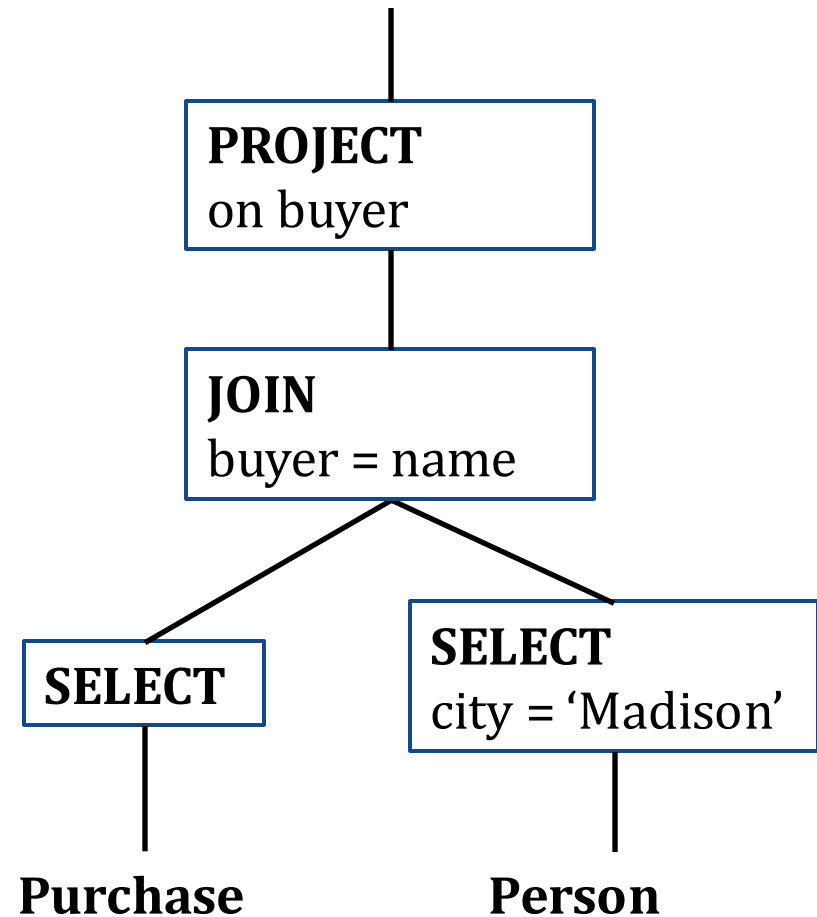 PROJECT
on buyer
JOIN
buyer = name
SELECT
SELECT
city = ‘Madison’
Purchase
Person